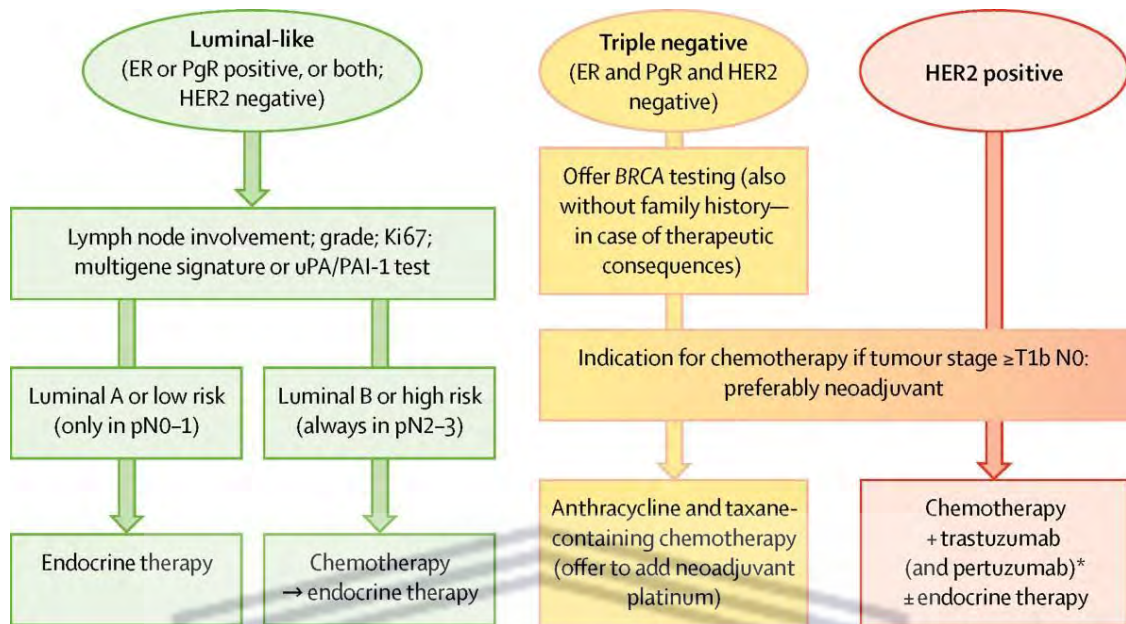 Luminal-like
(ER or PgR positive, or both;
HER2 negative)
Lymph node involvement; grade; Ki67;
multigene signature or uPA/PAI-1 test
Luminal A or low risk
(only in pN0–1)
Luminal B or high risk
(always in pN2–3)
Endocrine therapy
Chemotherapy
→ endocrine therapy
Triple negative
(ER and PgR and HER2
negative)
Offer BRCA testing (also
without family history—
in case of therapeutic
consequences)
HER2 positive
Indication for chemotherapy if tumour stage ≥T1b N0:
preferably neoadjuvant
Anthracycline and taxane-
containing chemotherapy
(offer to add neoadjuvant
platinum)
Chemotherapy
+ trastuzumab
(and pertuzumab)*
± endocrine therapy